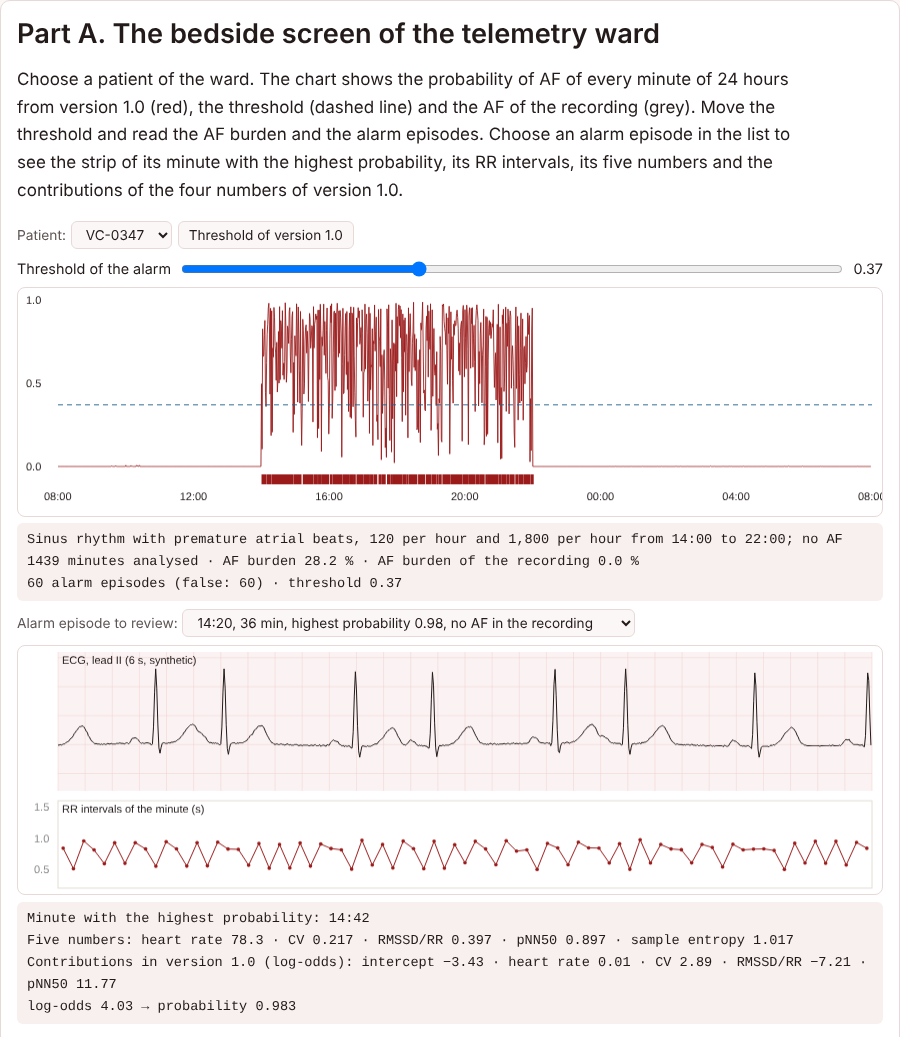 Part A. The bedside screen of the telemetry ward
Choose a patient of the ward. The chart shows the probability of AF of every minute of 24 hours
from version 1.0 (red), the threshold (dashed line) and the AF of the recording (grey). Move the
threshold and read the AF burden and the alarm episodes. Choose an alarm episode in the list to
see the strip of its minute with the highest probability, its RR intervals, its five numbers and the
contributions of the four numbers of version 1.0.
Patient: VC-0347 Threshold of version 1.0
Threshold of the alarm 0.37
1.0
0.5
0.0
08:00 12:00 16:00 20:00 00:00 04:00 08:00
Sinus rhythm with premature atrial beats, 120 per hour and 1,800 per hour from 14:00 to 22:00; no AF
1439 minutes analysed · AF burden 28.2 % · AF burden of the recording 0.0 %
60 alarm episodes (false: 60) · threshold 0.37
Alarm episode to review: 14:20, 36 min, highest probability 0.98, no AF in the recording
ECG, lead II (6 s, synthetic)
RR intervals of the minute (s)
1.5
1.0
0.5
Minute with the highest probability: 14:42
Five numbers: heart rate 78.3 · CV 0.217 · RMSSD/RR 0.397 · pNN50 0.897 · sample entropy 1.017
Contributions in version 1.0 (log-odds): intercept −3.43 · heart rate 0.01 · CV 2.89 · RMSSD/RR −7.21 ·
pNN50 11.77
log-odds 4.03 → probability 0.983